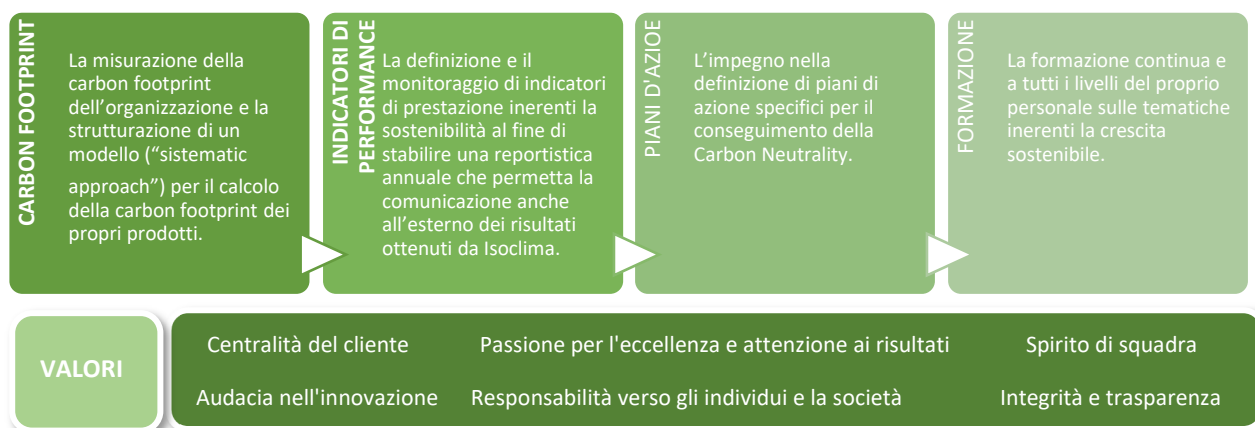 CARBON FOOTPRINT
La misurazione della
carbon footprint
dell’organizzazione e la
strutturazione di un
modello (“sistematic
approach”) per il calcolo
della carbon footprint dei
propri prodotti.
INDICATORI DI
PERFORMANCE
La definizione e il
monitoraggio di indicatori
di prestazione inerenti la
sostenibilità al fine di
stabilire una reportistica
annuale che permetta la
comunicazione anche
all’esterno dei risultati
ottenuti da Isoclima.
PIANI D'AZIOE
L’impegno nella
definizione di piani di
azione specifici per il
conseguimento della
Carbon Neutrality.
FORMAZIONE
La formazione continua e
a tutti i livelli del proprio
personale sulle tematiche
inerenti la crescita
sostenibile.
VALORI
Centralità del cliente Passione per l'eccellenza e attenzione ai risultati Spirito di squadra
Audacia nell'innovazione Responsabilità verso gli individui e la società Integrità e trasparenza